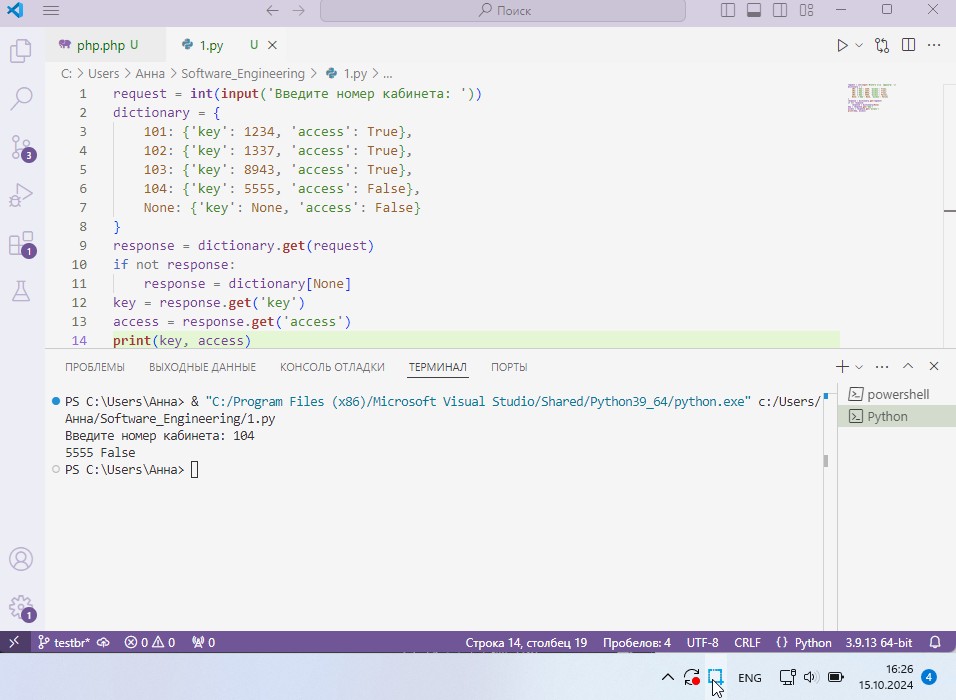 Поиск
php.php U
1.py U
C: > Users > Анна > Software_Engineering > 1.py > ...
1 request = int(input('Введите номер кабинета: '))
2 dictionary = {
3 101: {'key': 1234, 'access': True},
4 102: {'key': 1337, 'access': True},
5 103: {'key': 8943, 'access': True},
6 104: {'key': 5555, 'access': False},
7 None: {'key': None, 'access': False}
8 }
9 response = dictionary.get(request)
10 if not response:
11 response = dictionary[None]
12 key = response.get('key')
13 access = response.get('access')
14 print(key, access)
3
1
1
ПРОБЛЕМЫ ВЫХОДНЫЕ ДАННЫЕ КОНСОЛЬ ОТЛАДКИ ТЕРМИНАЛ ПОРТЫ
PS C:\Users\Анна> & "C:/Program Files (x86)/Microsoft Visual Studio/Shared/Python39_64/python.exe" c:/Users/
Анна/Software_Engineering/1.py
Введите номер кабинета: 104
5555 False
PS C:\Users\Анна>
powershell
Python
testbr* 0 0 0 Строка 14, столбец 19 Пробелов: 4 UTF-8 CRLF {} Python 3.9.13 64-bit
ENG
16:26
15.10.2024
4